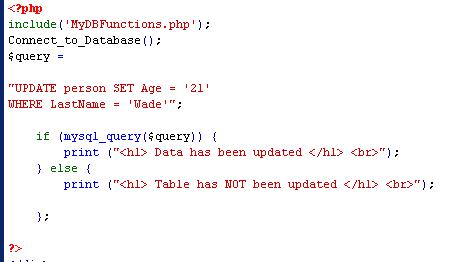 <?php
include('MyDBFunctions.php');
Connect_to_Database();
$query =
"UPDATE person SET Age = '21'
WHERE LastName = 'Wade'";
if (mysql_query($query)) {
print ("<h1> Data has been updated </h1> <br>");
} else {
print ("<h1> Table has NOT been updated </h1> <br>");
};
?>